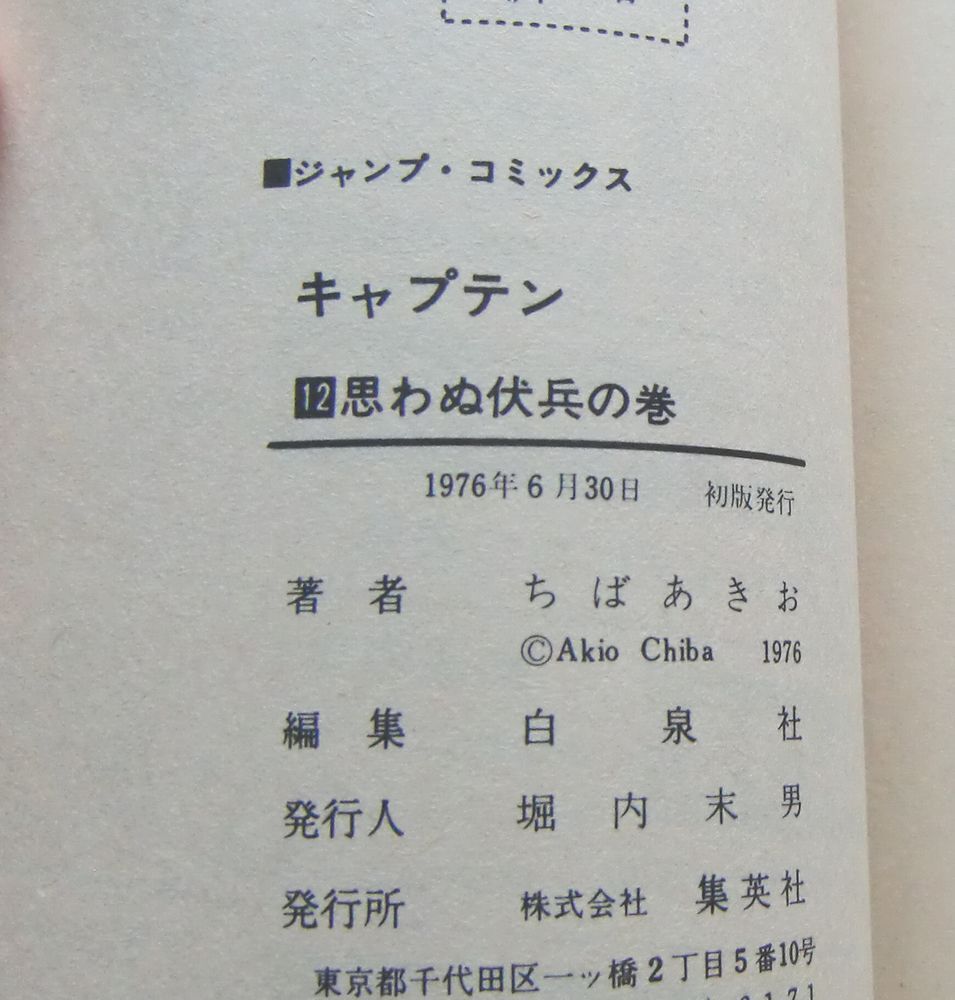 ■ジャンプ・コミックス
キャプテン
12思わぬ伏兵の巻
1976年6月30日 初版発行
著者 ちばあきお
©Akio Chiba 1976
編集 白泉社
発行人 堀内末男
発行所 株式会社 集英社
東京都千代田区一ッ橋2丁目5番10号